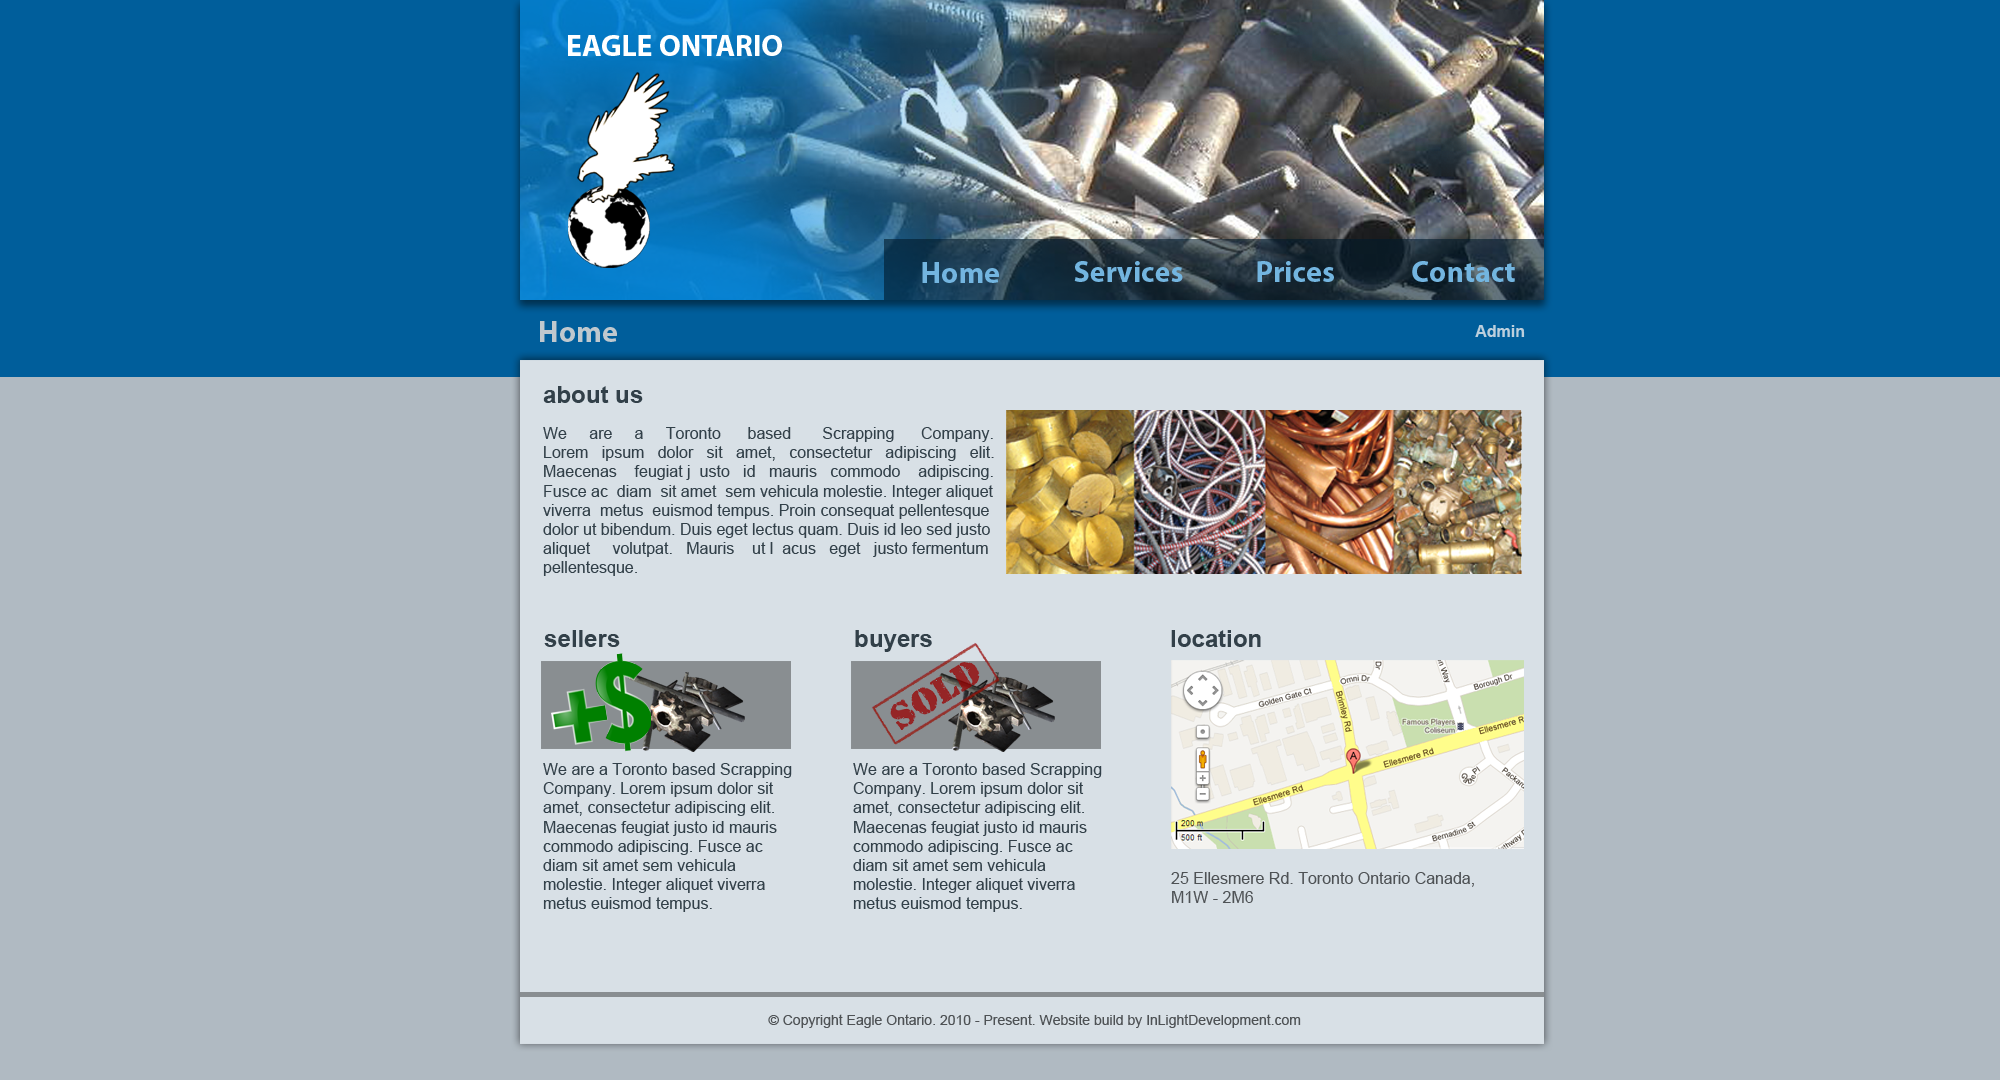 EAGLE ONTARIO
Home Services Prices Contact
Home
Admin
about us
We are a Toronto based Scrapping Company.
Lorem ipsum dolor sit amet, consectetur adipiscing elit.
Maecenas feugiat j usto id mauris commodo adipiscing.
Fusce ac diam sit amet sem vehicula molestie. Integer aliquet
viverra metus euismod tempus. Proin consequat pellentesque
dolor ut bibendum. Duis eget lectus quam. Duis id leo sed justo
aliquet volutpat. Mauris ut l acus eget justo fermentum
pellentesque.
sellers
+$
We are a Toronto based Scrapping
Company. Lorem ipsum dolor sit
amet, consectetur adipiscing elit.
Maecenas feugiat justo id mauris
commodo adipiscing. Fusce ac
diam sit amet sem vehicula
molestie. Integer aliquet viverra
metus euismod tempus.
buyers
SOLD
We are a Toronto based Scrapping
Company. Lorem ipsum dolor sit
amet, consectetur adipiscing elit.
Maecenas feugiat justo id mauris
commodo adipiscing. Fusce ac
diam sit amet sem vehicula
molestie. Integer aliquet viverra
metus euismod tempus.
location
Dr
Way
Omni Dr
Borough Dr
Golden Gate Ct
Brimley Rd
Famous Players
Coliseum
Ellesmere R
A
Ellesmere Rd
Ellesmere Rd
Bernadine St
200 m
500 ft
25 Ellesmere Rd. Toronto Ontario Canada,
M1W - 2M6
© Copyright Eagle Ontario. 2010 - Present. Website build by InLightDevelopment.com